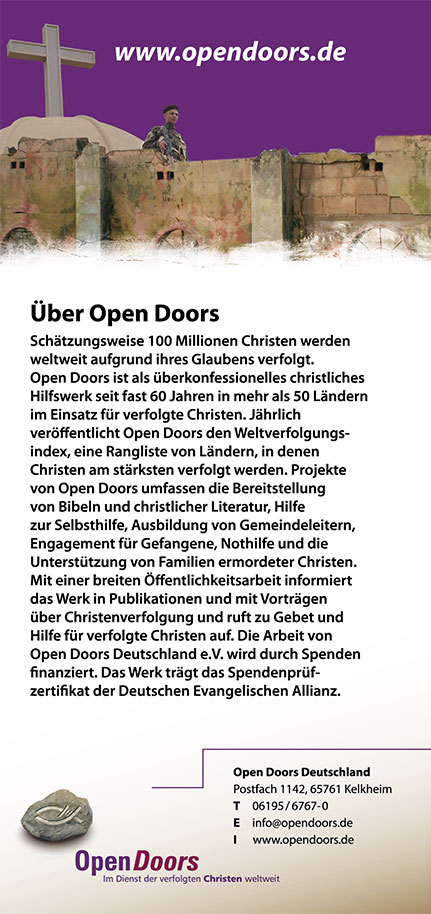 www.opendoors.de
Über Open Doors
Schätzungsweise 100 Millionen Christen werden
weltweit aufgrund ihres Glaubens verfolgt.
Open Doors ist als überkonfessionelles christliches
Hilfswerk seit fast 60 Jahren in mehr als 50 Ländern
im Einsatz für verfolgte Christen. Jährlich
veröffentlicht Open Doors den Weltverfolgungs-
index, eine Rangliste von Ländern, in denen
Christen am stärksten verfolgt werden. Projekte
von Open Doors umfassen die Bereitstellung
von Bibeln und christlicher Literatur, Hilfe
zur Selbsthilfe, Ausbildung von Gemeindeleitern,
Engagement für Gefangene, Nothilfe und die
Unterstützung von Familien ermordeter Christen.
Mit einer breiten Öffentlichkeitsarbeit informiert
das Werk in Publikationen und mit Vorträgen
über Christenverfolgung und ruft zu Gebet und
Hilfe für verfolgte Christen auf. Die Arbeit von
Open Doors Deutschland e.V. wird durch Spenden
finanziert. Das Werk trägt das Spendenprüf-
zertifikat der Deutschen Evangelischen Allianz.
Open Doors Deutschland
Postfach 1142, 65761 Kelkheim
T 06195/6767-0
E info@opendoors.de
I www.opendoors.de
OpenDoors
Im Dienst der verfolgten Christen weltweit